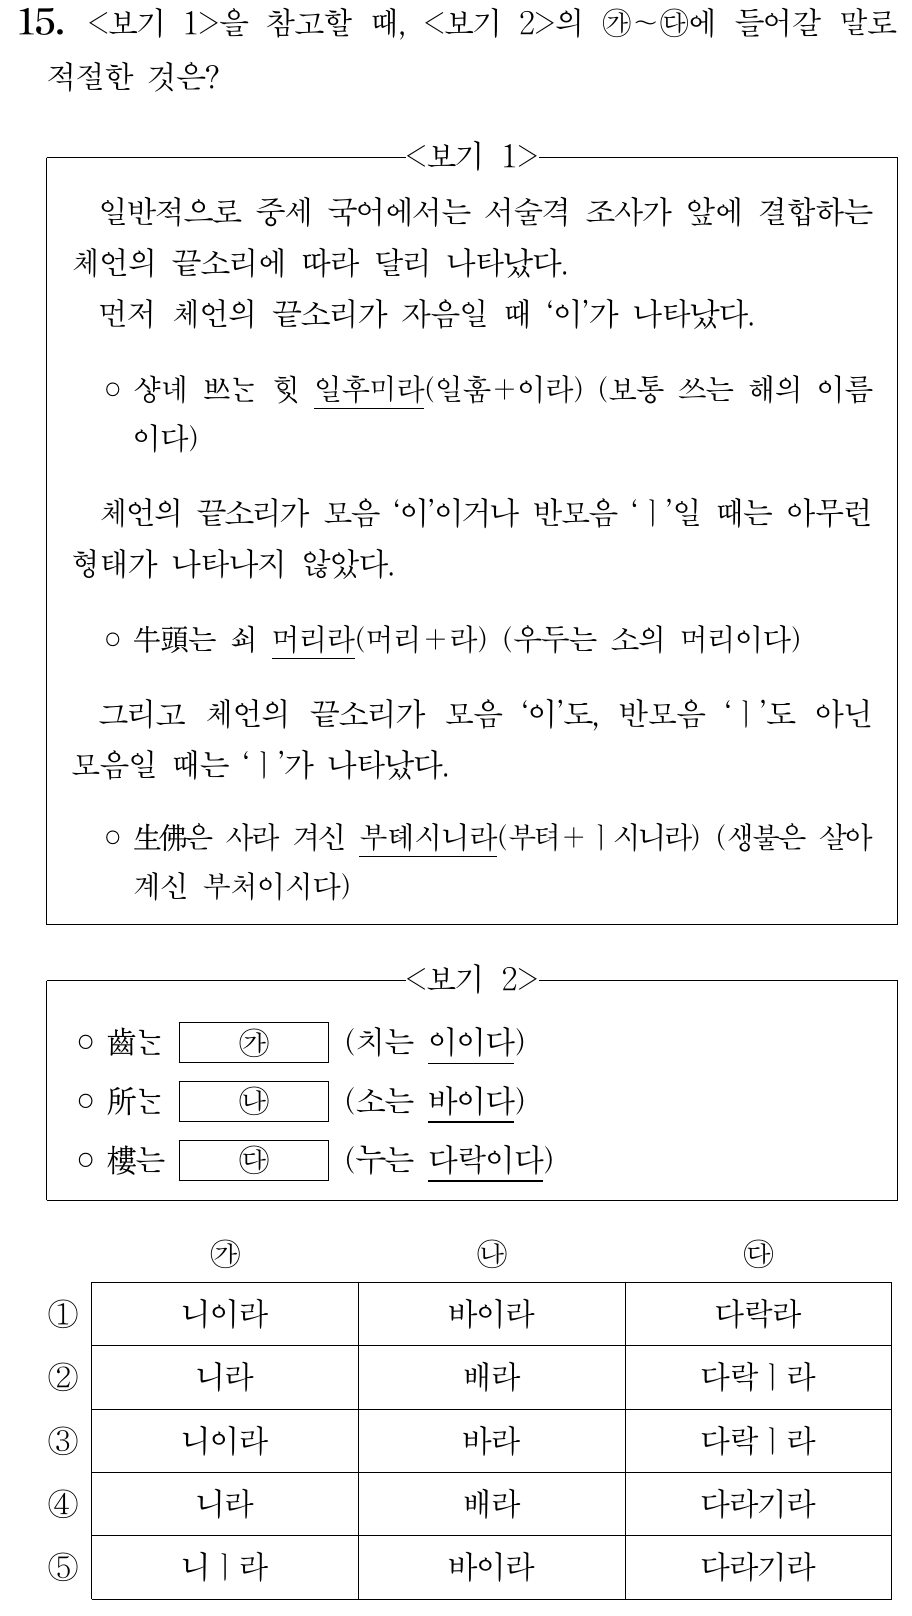 15. <보기 1>을 참고할 때, <보기 2>의 ㉮~㉰에 들어갈 말로
적절한 것은?
<보기 1>
일반적으로 중세 국어에서는 서술격 조사가 앞에 결합하는
체언의 끝소리에 따라 달리 나타났다.
먼저 체언의 끝소리가 자음일 때 ‘이’가 나타났다.
○ 샹녜 ᄡᅳ논 힛 일후미라(일훔+이라) (보통 쓰는 해의 이름
이다)
체언의 끝소리가 모음 ‘이’이거나 반모음 ‘ㅣ’일 때는 아무런
형태가 나타나지 않았다.
○ 牛頭는 쇠 머리라(머리+라) (우두는 소의 머리이다)
그리고 체언의 끝소리가 모음 ‘이’도, 반모음 ‘ㅣ’도 아닌
모음일 때는 ‘ㅣ’가 나타났다.
○ 生佛은 사라 겨신 부톄시니라(부텨+ㅣ시니라) (생불은 살아
계신 부처이시다)
<보기 2>
○ 齒ᄂᆞᆫ ㉮ (치는 이이다)
○ 所ᄂᆞᆫ ㉯ (소는 바이다)
○ 樓는 ㉰ (누는 다락이다)
㉮ ㉯ ㉰
① 니이라 바이라 다락라
② 니라 배라 다락ㅣ라
③ 니이라 바라 다락ㅣ라
④ 니라 배라 다라기라
⑤ 니ㅣ라 바이라 다라기라